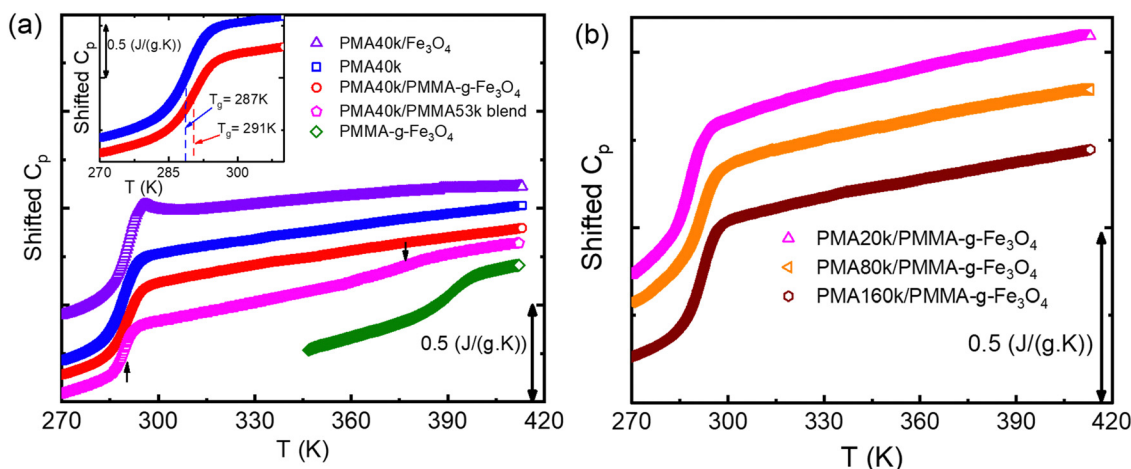 (a)
Shifted Cₚ
0.5 (J/(g.K))
T_g= 287K
T_g= 291K
270 285 300
T (K)
PMA40k/Fe₃O₄
PMA40k
PMA40k/PMMA-g-Fe₃O₄
PMA40k/PMMA53k blend
PMMA-g-Fe₃O₄
Shifted Cₚ
0.5 (J/(g.K))
270 300 330 360 390 420
T (K)
(b)
Shifted Cₚ
PMA20k/PMMA-g-Fe₃O₄
PMA80k/PMMA-g-Fe₃O₄
PMA160k/PMMA-g-Fe₃O₄
0.5 (J/(g.K))
270 300 330 360 390 420
T (K)